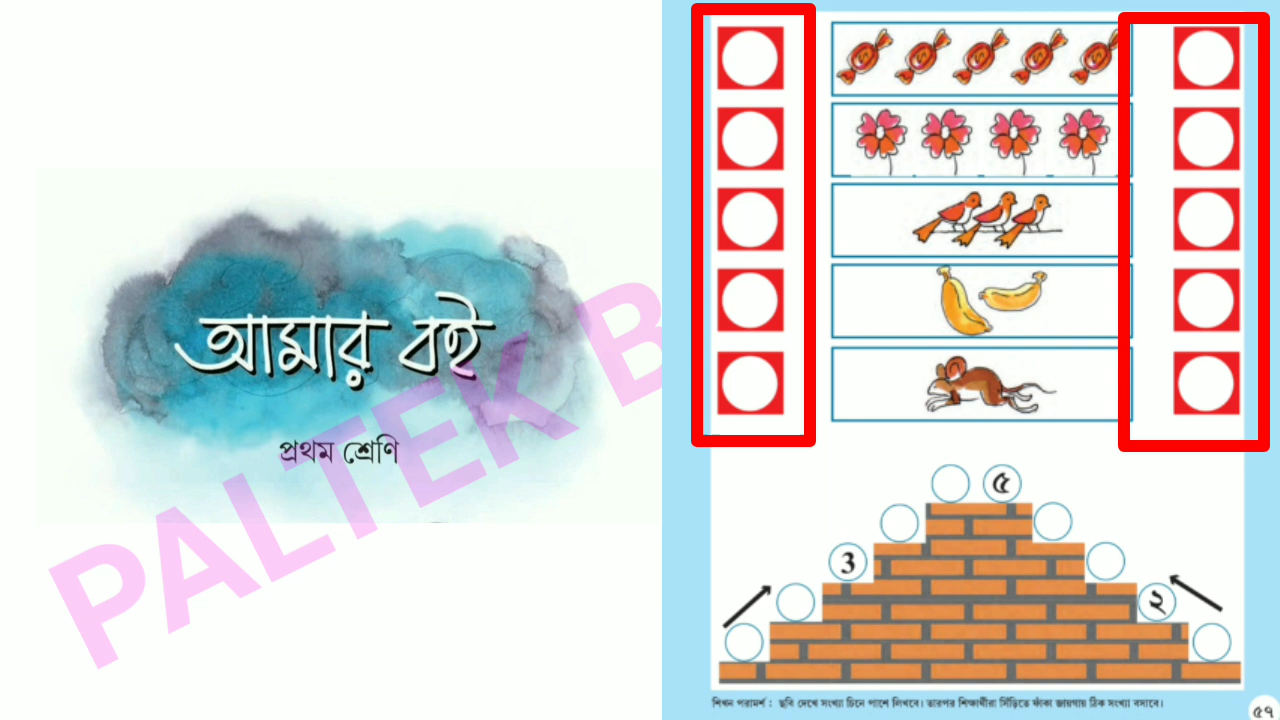 আমার বই
প্রথম শ্রেণি
PALTEK B
৫
3
২
শিখন পরামর্শ : ছবি দেখে সংখ্যা চিনে পাশে লিখবে। তারপর শিক্ষার্থীরা সিঁড়িতে ফাঁকা জায়গায় ঠিক সংখ্যা বসাবে।
৫৭